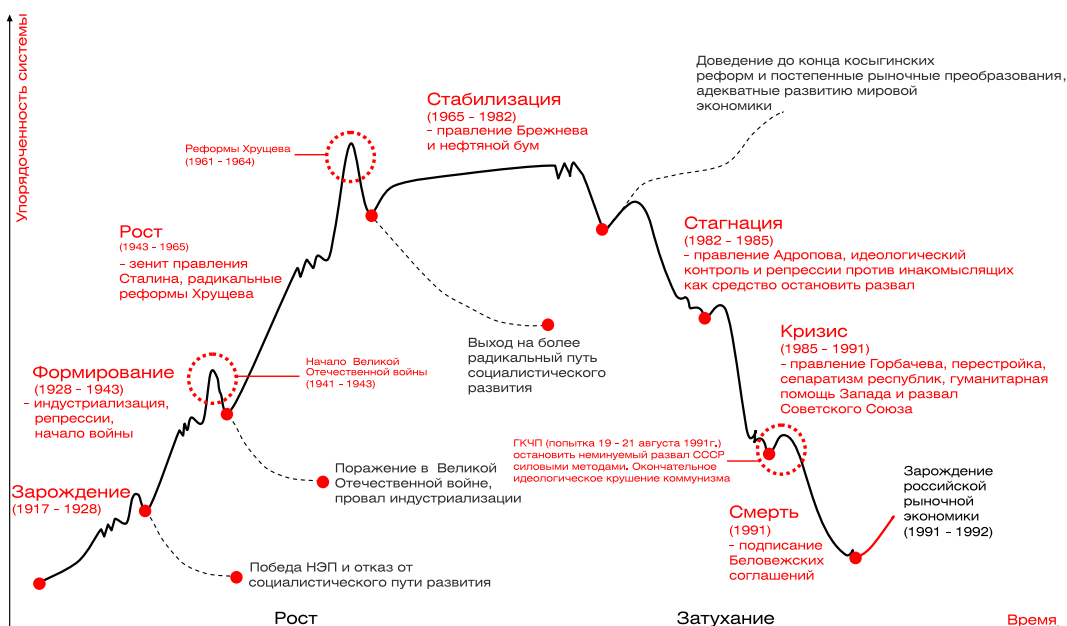 Упорядоченность системы
Доведение до конца косыгинских
реформ и постепенные рыночные преобразования,
адекватные развитию мировой
экономики
Стабилизация
(1965 - 1982)
- правление Брежнева
и нефтяной бум
Реформы Хрущева
(1961 - 1964)
Рост
(1943 - 1965)
- зенит правления
Сталина, радикальные
реформы Хрущева
Стагнация
(1982 - 1985)
- правление Адропова, идеологический
контроль и репрессии против инакомыслящих
как средство остановить развал
Выход на более
радикальный путь
социалистического
развития
Кризис
(1985 - 1991)
- правление Горбачева, перестройка,
сепаратизм республик, гуманитарная
помощь Запада и развал
Советского Союза
Формирование
(1928 - 1943)
- индустриализация,
репрессии,
начало войны
Начало Великой
Отечественной войны
(1941 - 1943)
ГКЧП (попытка 19 - 21 августа 1991г.)
остановить неминуемый развал СССР
силовыми методами. Окончательное
идеологическое крушение коммунизма
Поражение в Великой
Отечественной войне,
провал индустриализации
Зарождение
(1917 - 1928)
Зарождение
российской
рыночной
экономики
(1991 - 1992)
Смерть
(1991)
- подписание
Беловежских
соглашений
Победа НЭП и отказ от
социалистического пути развития
Рост
Затухание
Время